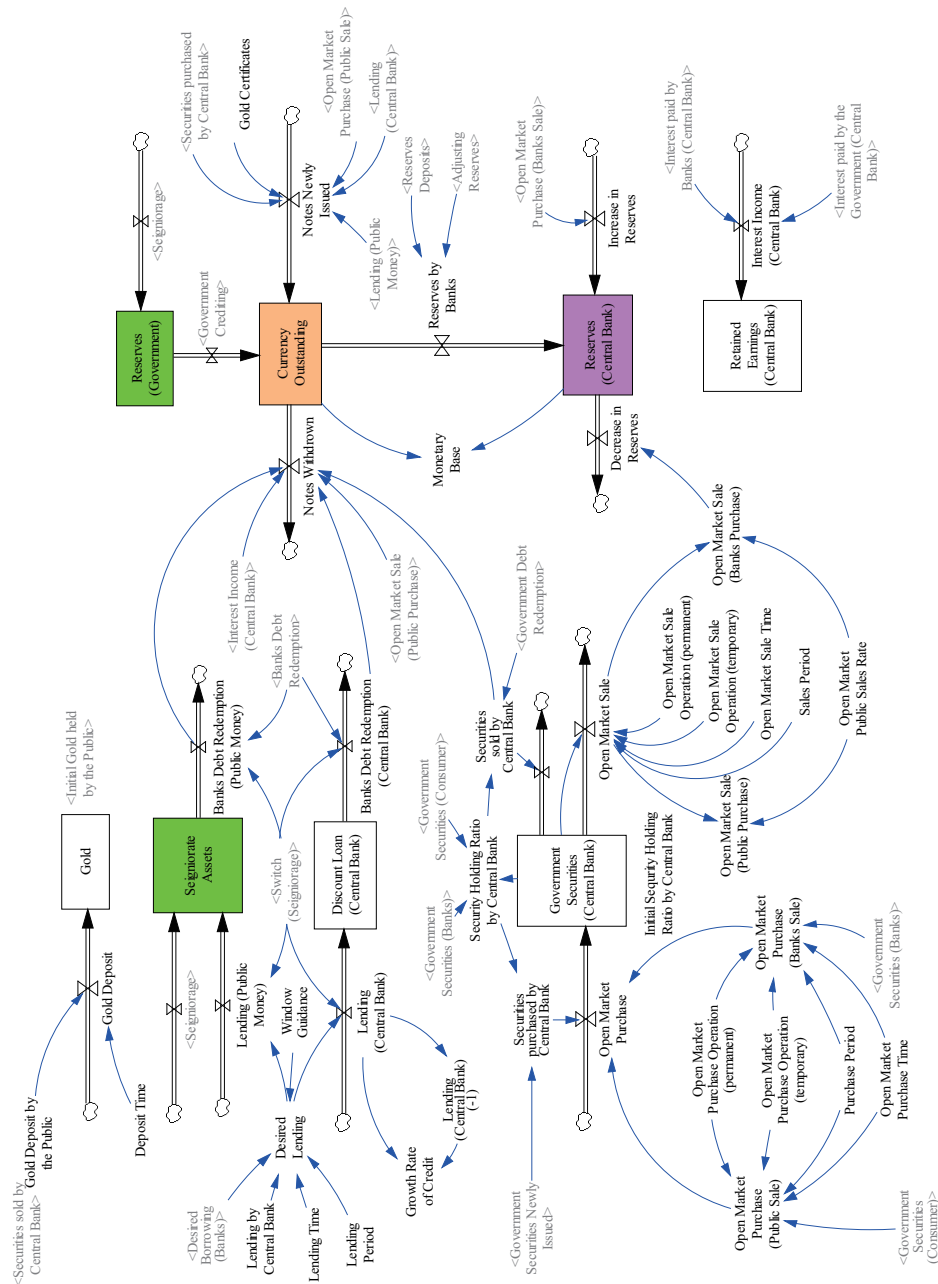 <Securities sold by
Central Bank>
Gold Deposit by
the Public
Deposit Time
Gold Deposit
Gold
<Initial Gold held
by the Public>
<Seigniorage>
Lending (Public
Money)
Seigniorate
Assets
Banks Debt Redemption
(Public Money)
<Banks Debt
Redemption>
<Switch
(Seigniorage)>
Window
Guidance
Desired
Lending
<Desired
Borrowing
(Banks)>
Lending by
Central Bank
Lending Time
Lending
Period
Growth Rate
of Credit
Lending
(Central Bank)
(-1)
Lending
(Central Bank)
Discount Loan
(Central Bank)
Banks Debt Redemption
(Central Bank)
<Interest Income
(Central Bank)>
<Open Market Sale
(Public Purchase)>
Notes Withdrown
Reserves
(Government)
<Seigniorage>
<Government
Crediting>
Currency
Outstanding
Notes Newly
Issued
<Securities purchased
by Central Bank>
Gold Certificates
<Open Market
Purchase (Public Sale)>
<Lending
(Central Bank)>
<Lending (Public
Money)>
<Reserves
Deposits>
<Adjusting
Reserves>
Reserves by
Banks
Monetary
Base
Reserves
(Central Bank)
Increase in
Reserves
<Open Market
Purchase (Banks Sale)>
Decrease in
Reserves
Retained
Earnings
(Central Bank)
Interest Income
(Central Bank)
<Interest paid by
Banks (Central Bank)>
<Interest paid by the
Government (Central
Bank)>
<Government
Securities Newly
Issued>
Securities
purchased by
Central Bank
<Government
Securities (Banks)>
<Government
Securities (Consumer)>
Security Holding Ratio
by Central Bank
Securities
sold by
Central Bank
<Government Debt
Redemption>
Government
Securities
(Central Bank)
Open Market
Purchase
Initial Sequrity Holding
Ratio by Central Bank
Open Market Sale
Open Market Sale
Operation (permanent)
Open Market Sale
Operation (temporary)
Open Market Sale Time
Sales Period
Open Market
Public Sales Rate
Open Market Sale
(Public Purchase)
Open Market Sale
(Banks Purchase)
Open Market
Purchase
(Public Sale)
Open Market
Purchase Operation
(permanent)
Open Market
Purchase Operation
(temporary)
Purchase Period
Open Market
Purchase Time
Open Market
Purchase
(Banks Sale)
<Government
Securities (Banks)>
<Government
Securities
(Consumer)>